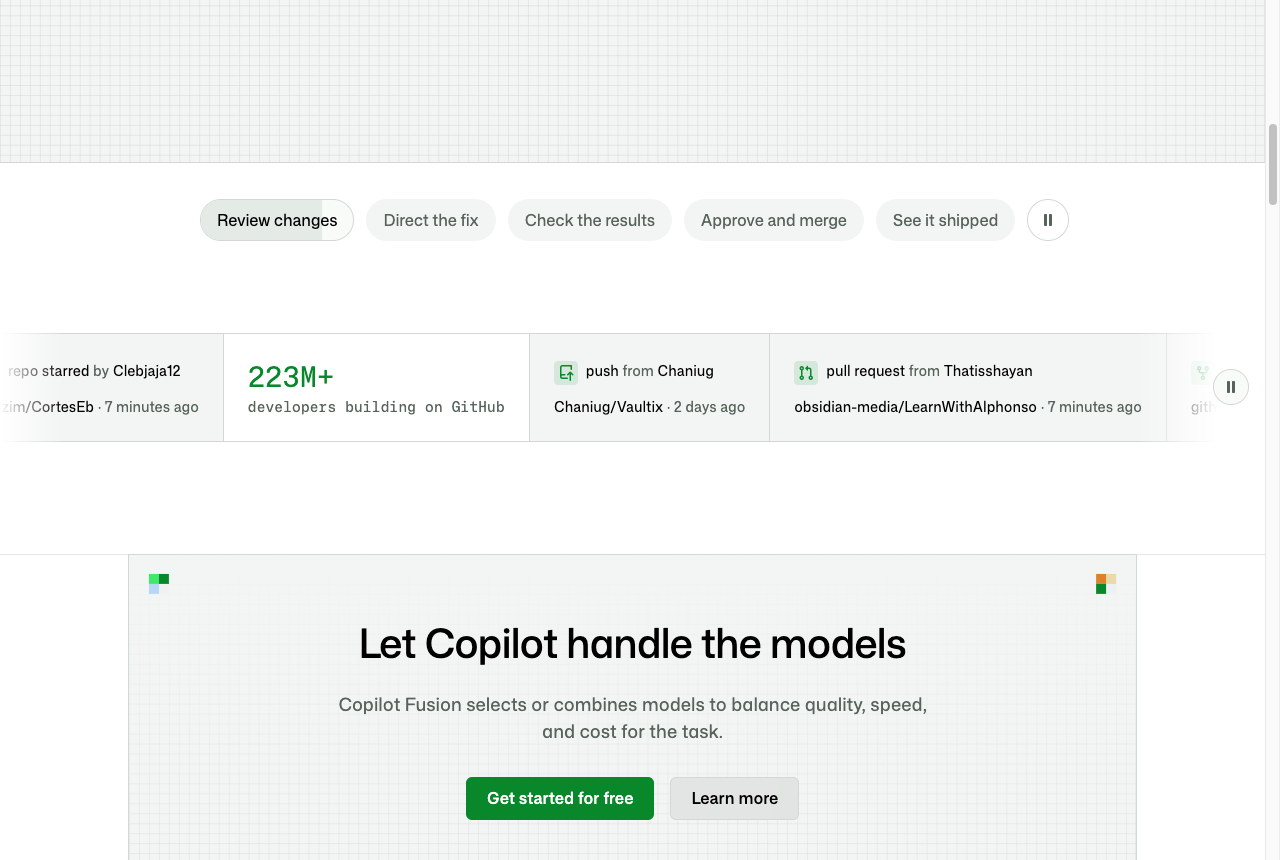 Review changes
Direct the fix
Check the results
Approve and merge
See it shipped
repo starred by Clebjaja12
zim/CortesEb · 7 minutes ago
223M+
developers building on GitHub
push from Chaniug
Chaniug/Vaultix · 2 days ago
pull request from Thatisshayan
obsidian-media/LearnWithAlphonso · 7 minutes ago
gith
Let Copilot handle the models
Copilot Fusion selects or combines models to balance quality, speed,
and cost for the task.
Get started for free
Learn more